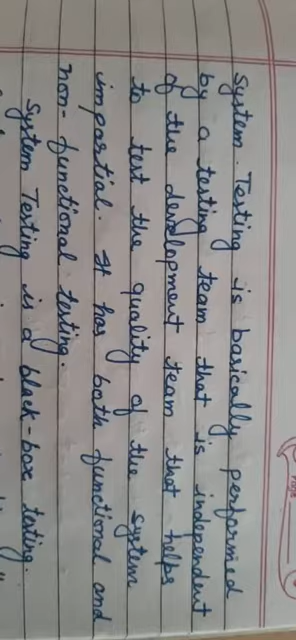 System Testing is basically performed
by a testing team that is independent
of the development team that helps
to test the quality of the system
impartial. It has both functional and
non-functional testing.
System Testing is a black-box testing.